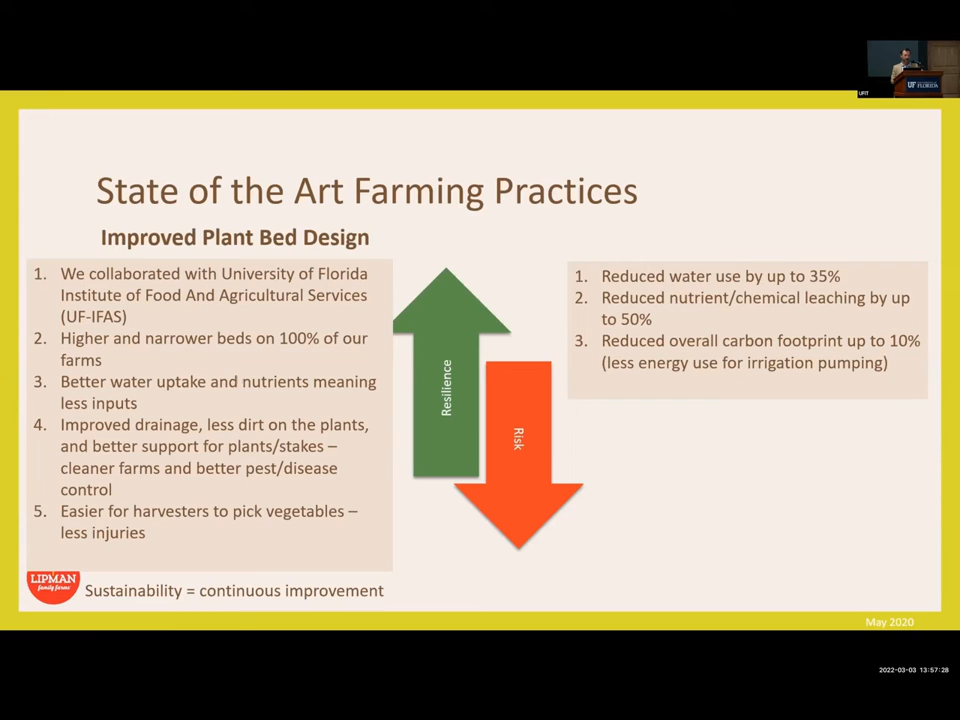 UF UNIVERSITY of FLORIDA
UFIT
State of the Art Farming Practices
Improved Plant Bed Design
1. We collaborated with University of Florida
Institute of Food And Agricultural Services
(UF-IFAS)
2. Higher and narrower beds on 100% of our
farms
3. Better water uptake and nutrients meaning
less inputs
4. Improved drainage, less dirt on the plants,
and better support for plants/stakes –
cleaner farms and better pest/disease
control
5. Easier for harvesters to pick vegetables –
less injuries
Resilience
Risk
1. Reduced water use by up to 35%
2. Reduced nutrient/chemical leaching by up
to 50%
3. Reduced overall carbon footprint up to 10%
(less energy use for irrigation pumping)
LIPMAN
family farms
Sustainability = continuous improvement
May 2020
2022-03-03 13:57:28